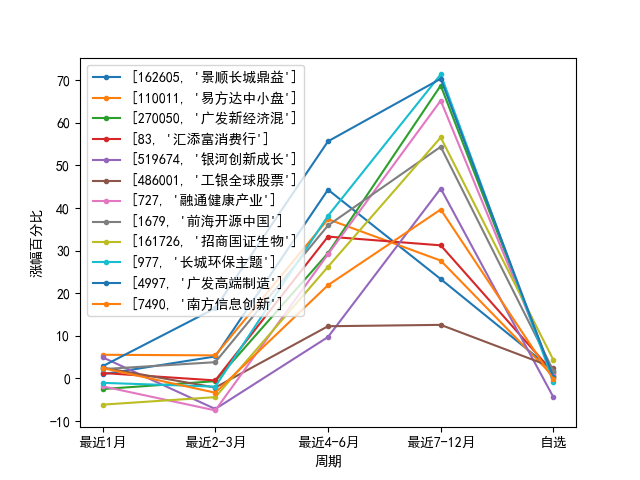 70
60
50
40
30
20
10
0
−10
涨幅百分比
[162605, '景顺长城鼎益']
[110011, '易方达中小盘']
[270050, '广发新经济混']
[83, '汇添富消费行']
[519674, '银河创新成长']
[486001, '工银全球股票']
[727, '融通健康产业']
[1679, '前海开源中国']
[161726, '招商国证生物']
[977, '长城环保主题']
[4997, '广发高端制造']
[7490, '南方信息创新']
最近1月 最近2-3月 最近4-6月 最近7-12月 自选
周期